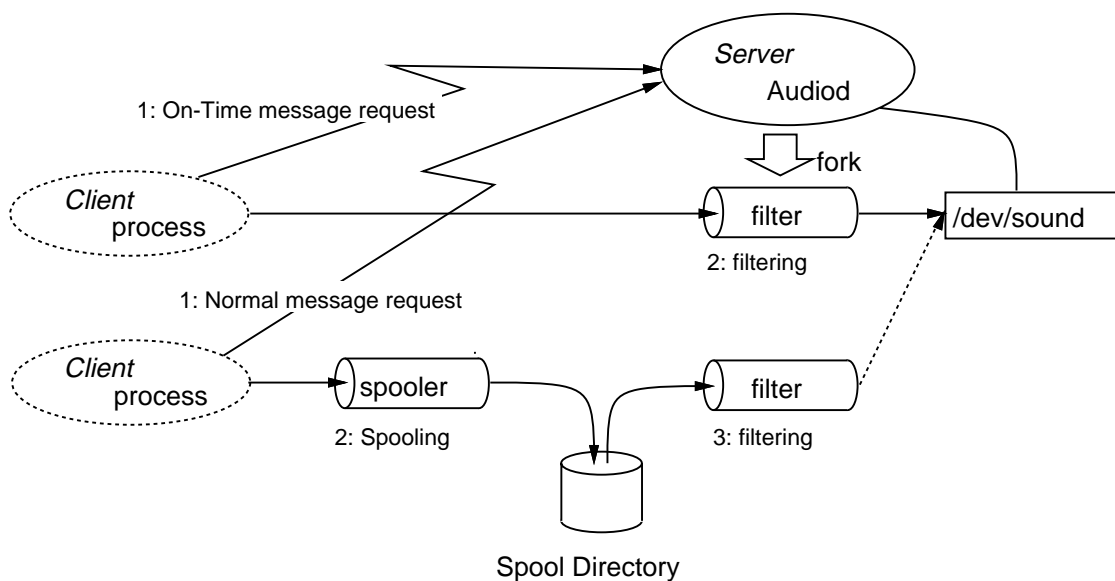 Server
Audiod
1: On-Time message request
fork
Client
process
filter
/dev/sound
2: filtering
1: Normal message request
Client
process
spooler
filter
2: Spooling
3: filtering
Spool Directory